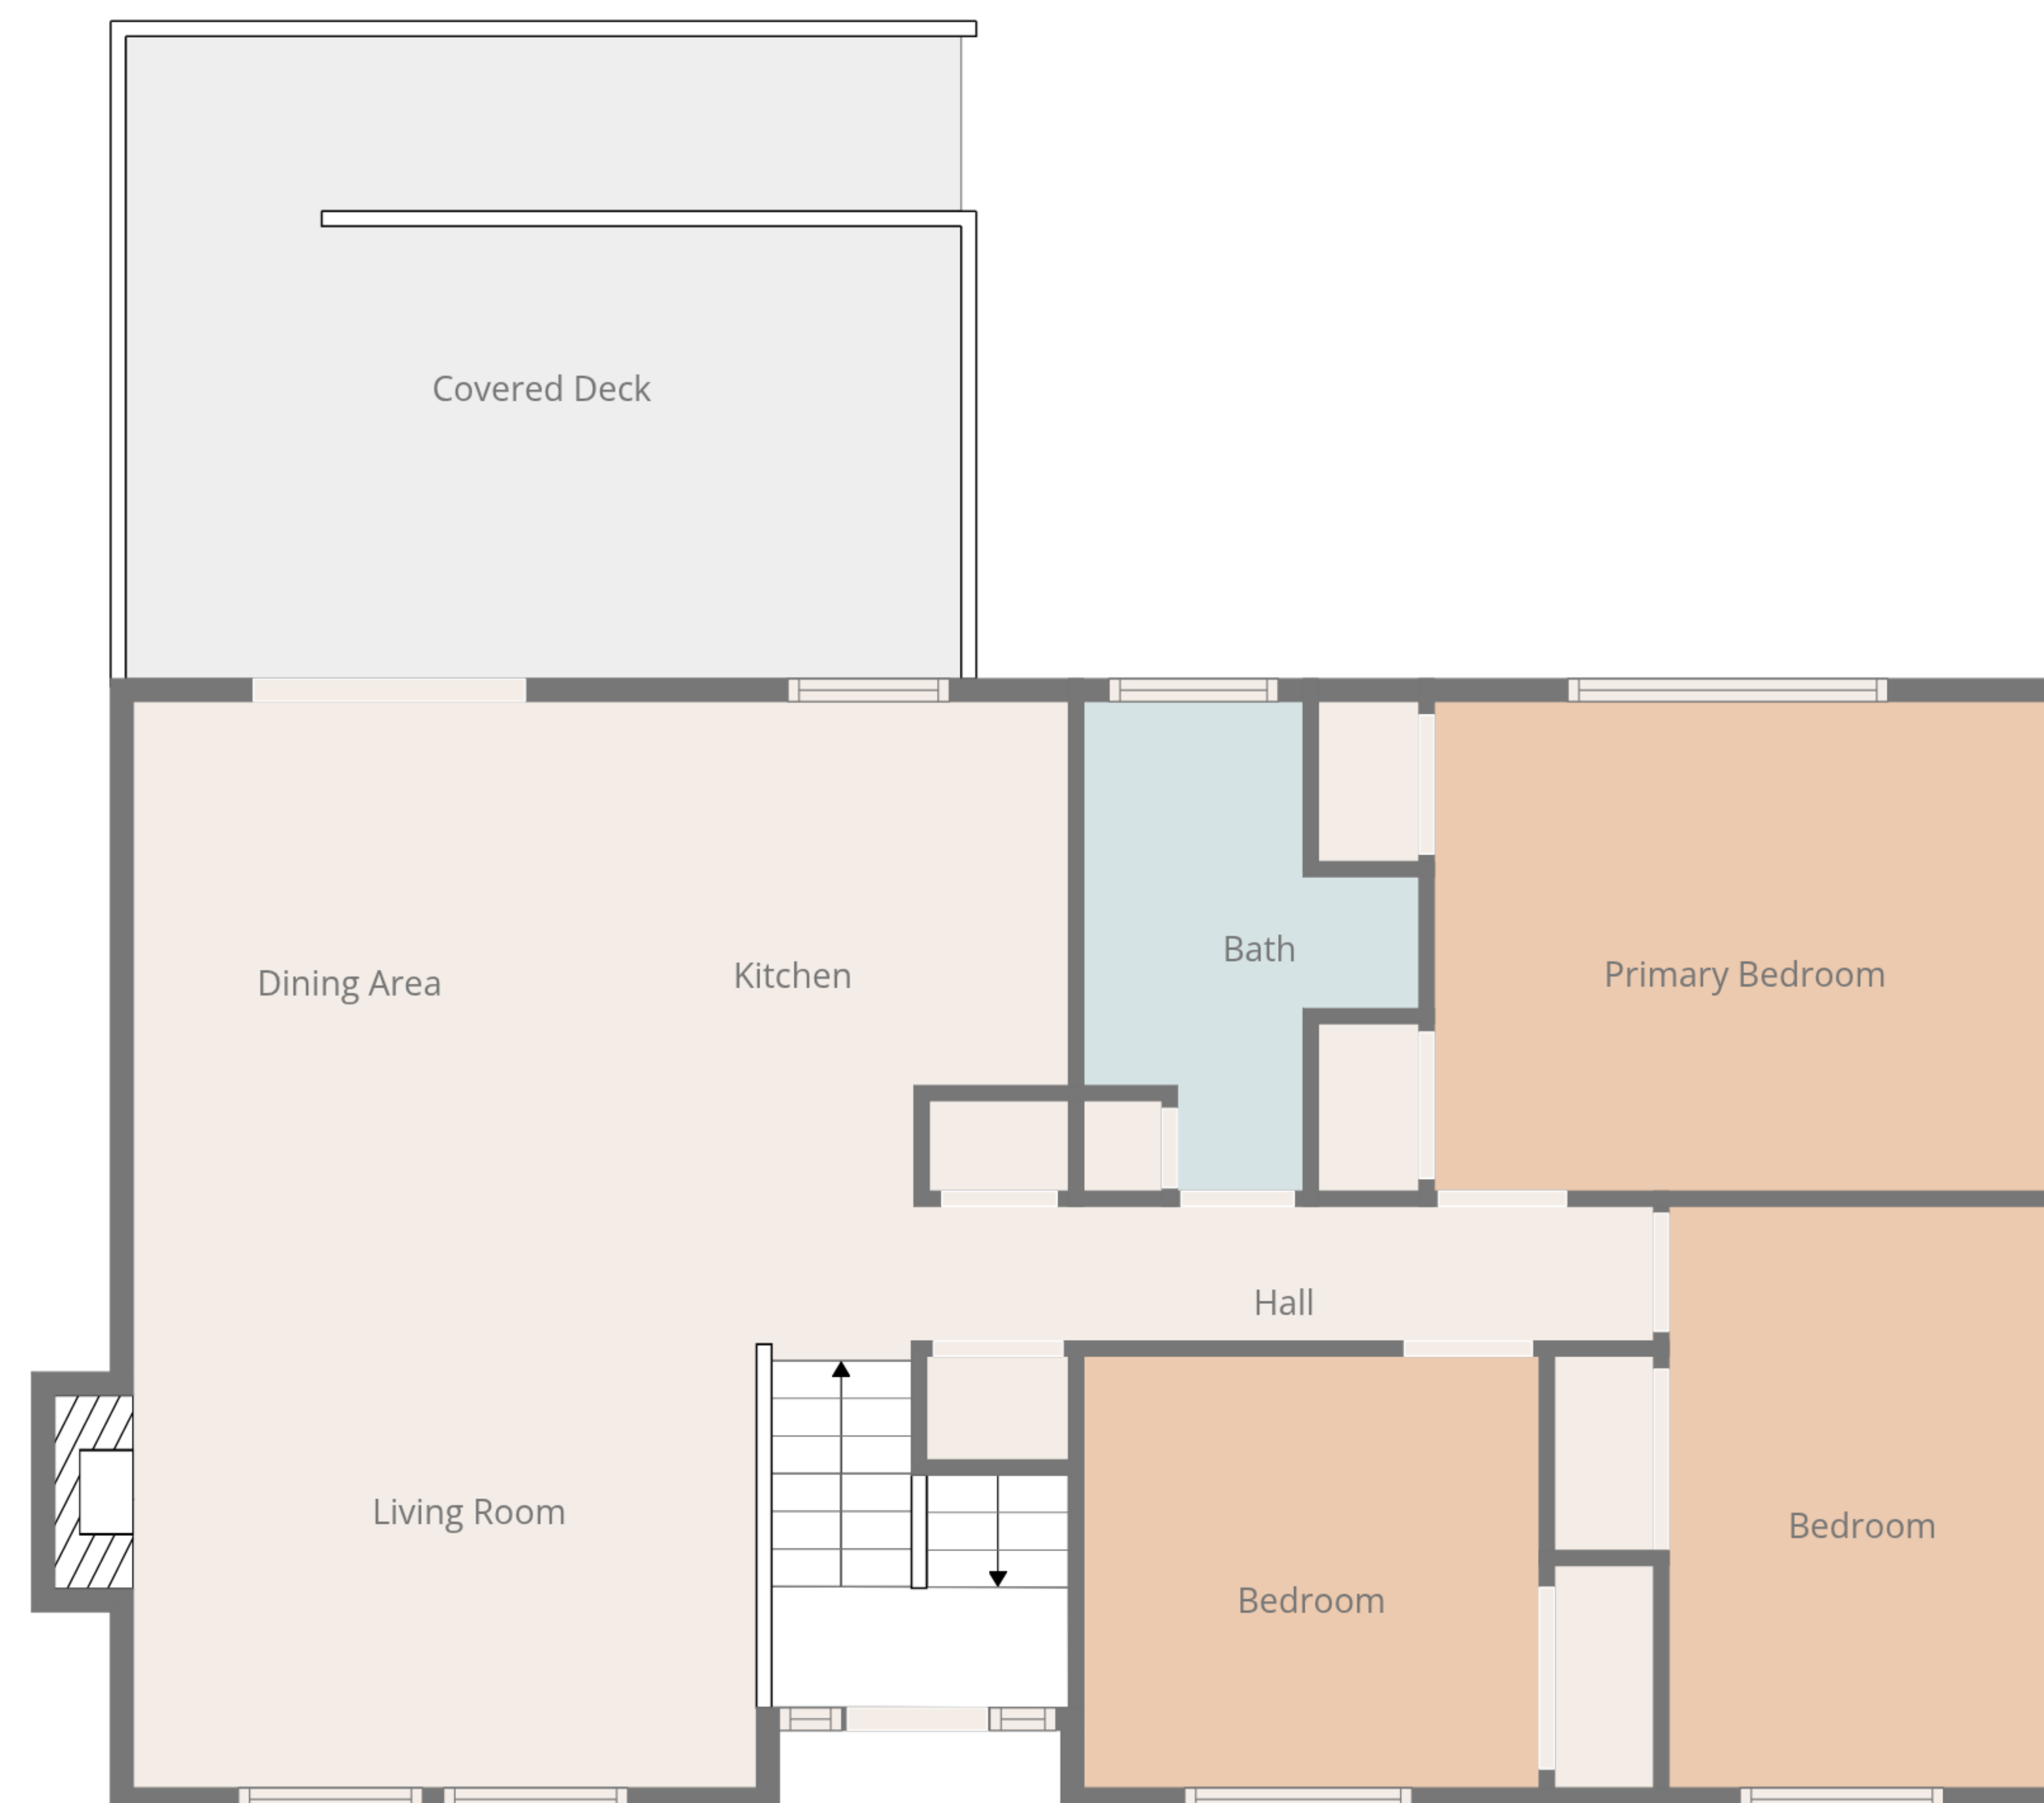 Covered Deck
Dining Area
Kitchen
Bath
Primary Bedroom
Hall
Living Room
Bedroom
Bedroom